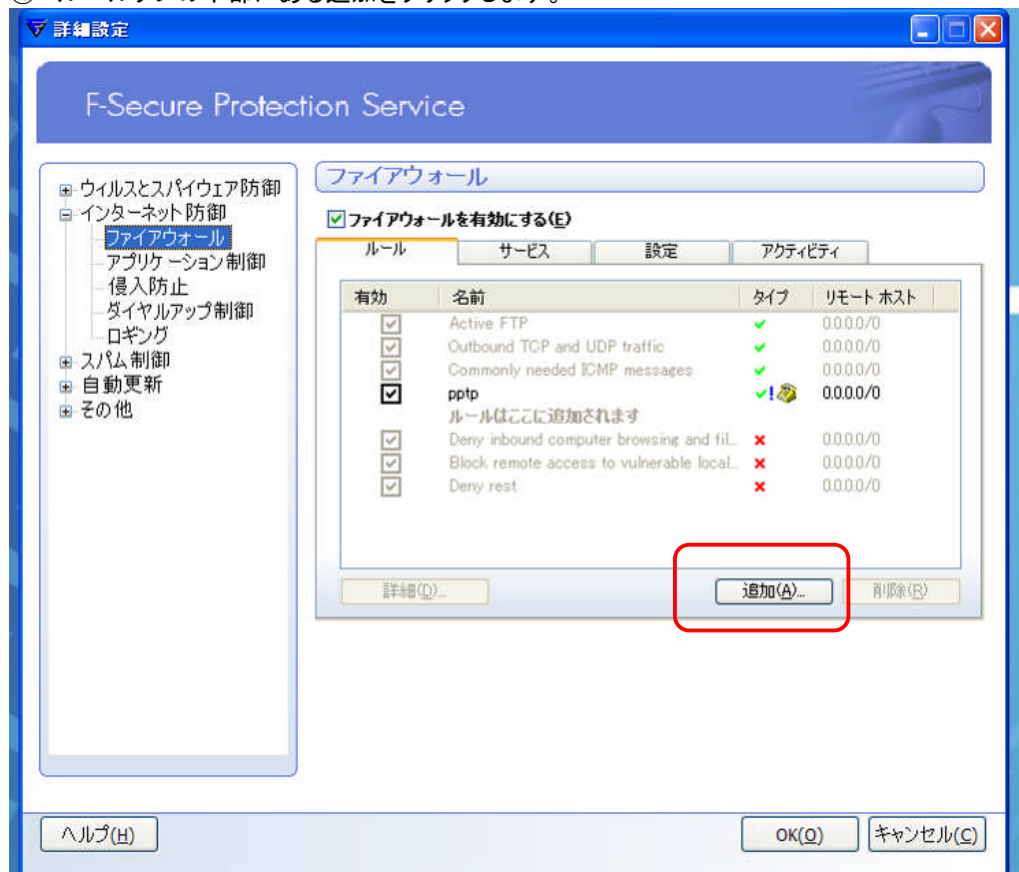 詳細設定
F-Secure Protection Service
ウィルスとスパイウェア防御
インターネット防御
ファイアウォール
アプリケーション制御
侵入防止
ダイヤルアップ制御
ロギング
スパム制御
自動更新
その他
ファイアウォール
ファイアウォールを有効にする(E)
ルール サービス 設定 アクティビティ
有効 名前 タイプ リモート ホスト
Active FTP 0.0.0.0/0
Outbound TCP and UDP traffic 0.0.0.0/0
Commonly needed ICMP messages 0.0.0.0/0
pptp 0.0.0.0/0
ルールはここに追加されます
Deny inbound computer browsing and fil... 0.0.0.0/0
Block remote access to vulnerable local... 0.0.0.0/0
Deny rest 0.0.0.0/0
詳細(D)... 追加(A)... 削除(R)
ヘルプ(H) OK(O) キャンセル(C)